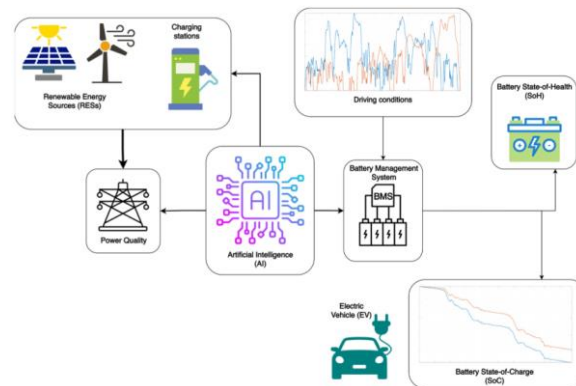 Charging
stations
Renewable Energy
Sources (RESs)
Driving conditions
Battery State-of-Health
(SoH)
Power Quality
AI
Artificial Intelligence
(AI)
Battery Management
System
BMS
Electric
Vehicle (EV)
Battery State-of-Charge
(SoC)